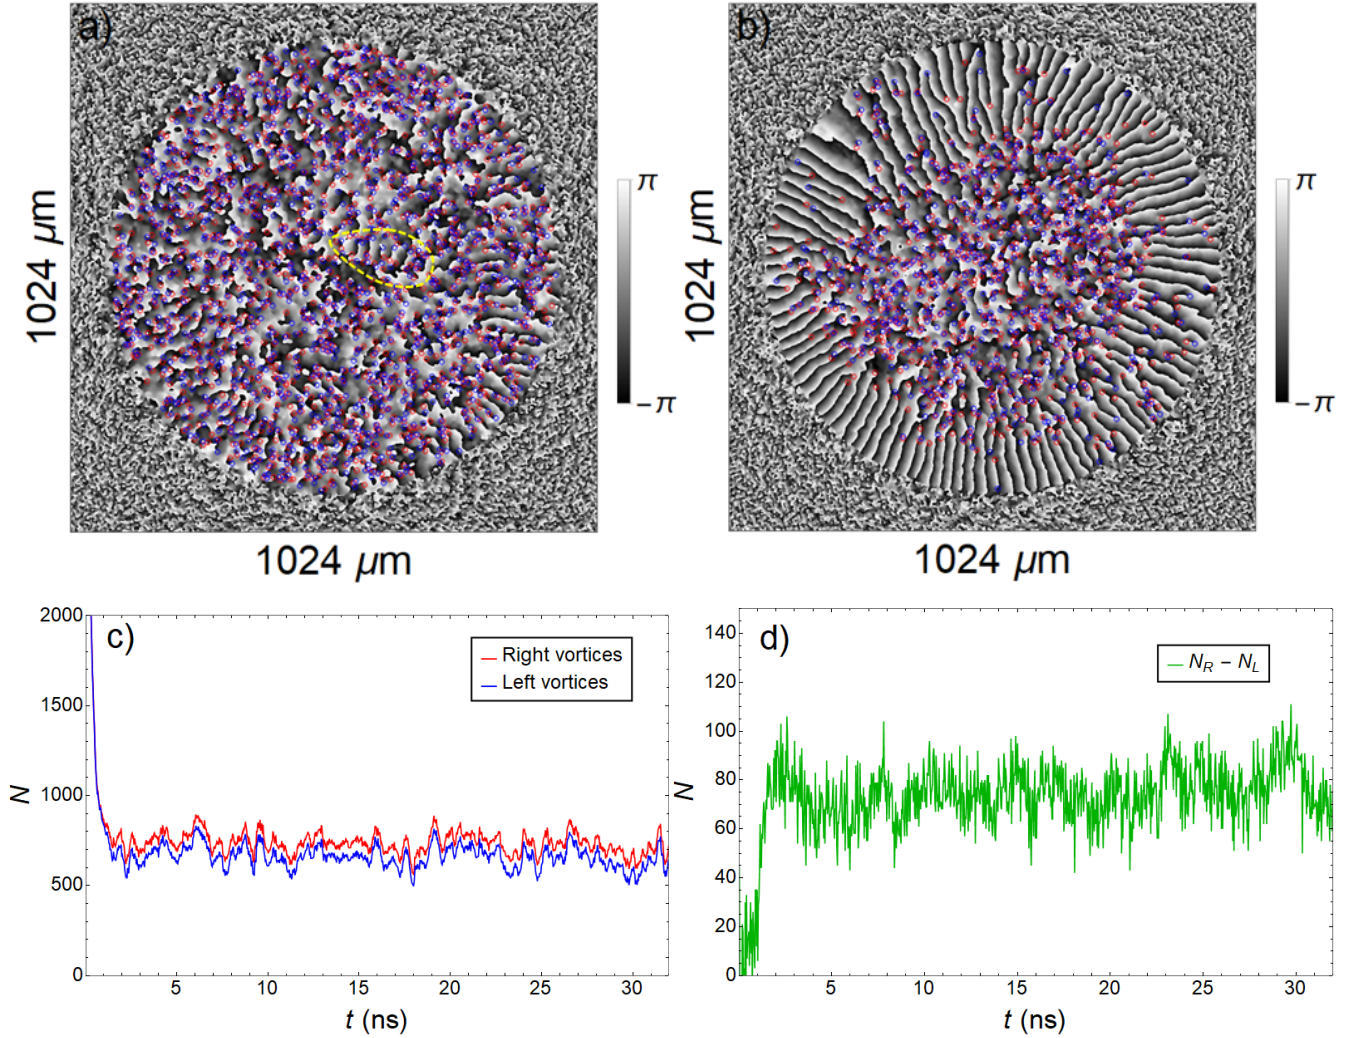 a)
1024 μm
1024 μm
π
−π
b)
1024 μm
1024 μm
π
−π
c)
Right vortices
Left vortices
N
2000
1500
1000
500
0
5 10 15 20 25 30
t (ns)
d)
N_R − N_L
N
140
120
100
80
60
40
20
0
5 10 15 20 25 30
t (ns)